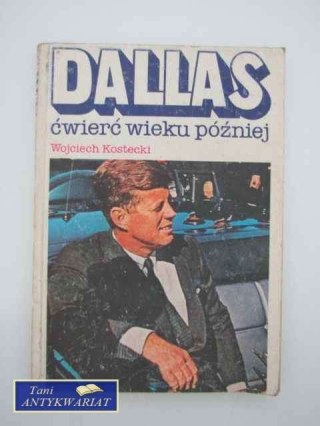 DALLAS
ćwierć wieku później
Wojciech Kostecki
Tani
ANTYKWARIAT